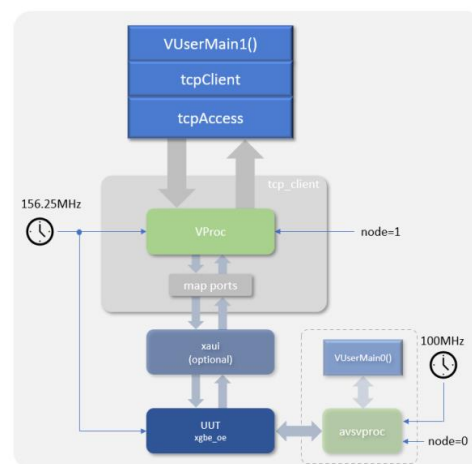 VUserMain1()
tcpClient
tcpAccess
tcp_client
156.25MHz
VProc
node=1
map ports
xaui
(optional)
100MHz
VUserMain0()
UUT
xgbe_oe
avsvproc
node=0